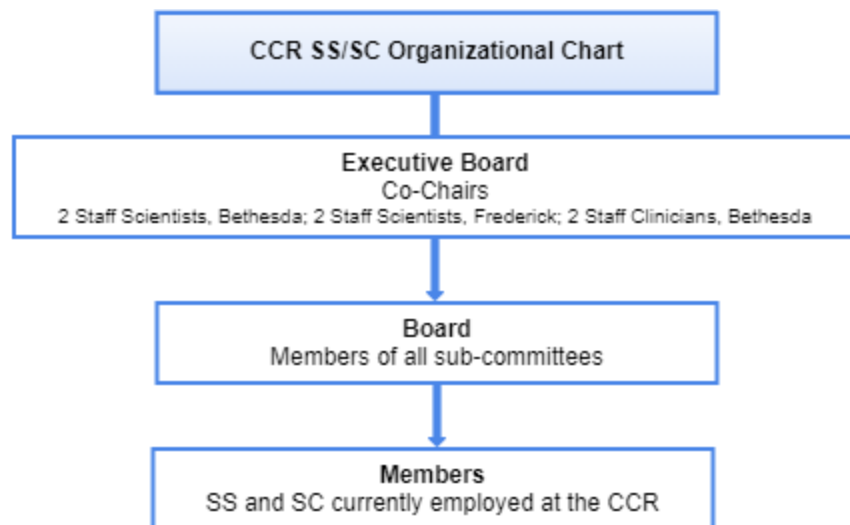 CCR SS/SC Organizational Chart
Executive Board
Co-Chairs
2 Staff Scientists, Bethesda; 2 Staff Scientists, Frederick; 2 Staff Clinicians, Bethesda
Board
Members of all sub-committees
Members
SS and SC currently employed at the CCR